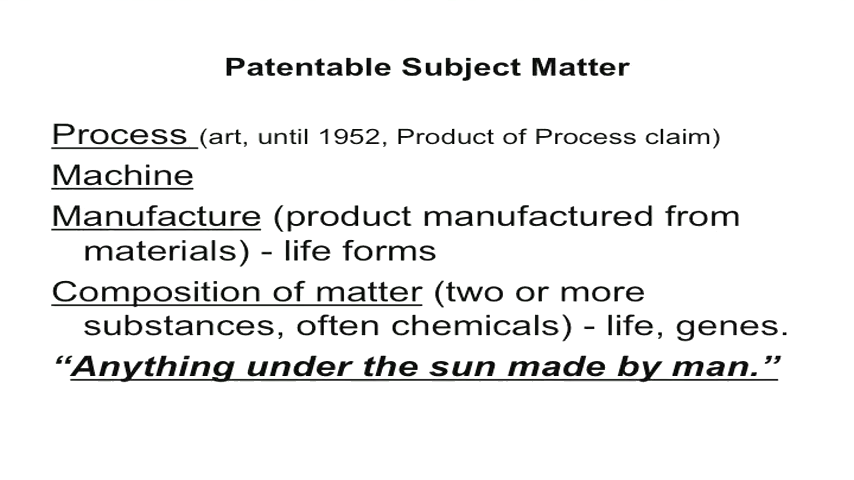 Patentable Subject Matter
Process (art, until 1952, Product of Process claim)
Machine
Manufacture (product manufactured from
materials) - life forms
Composition of matter (two or more
substances, often chemicals) - life, genes.
“Anything under the sun made by man.”